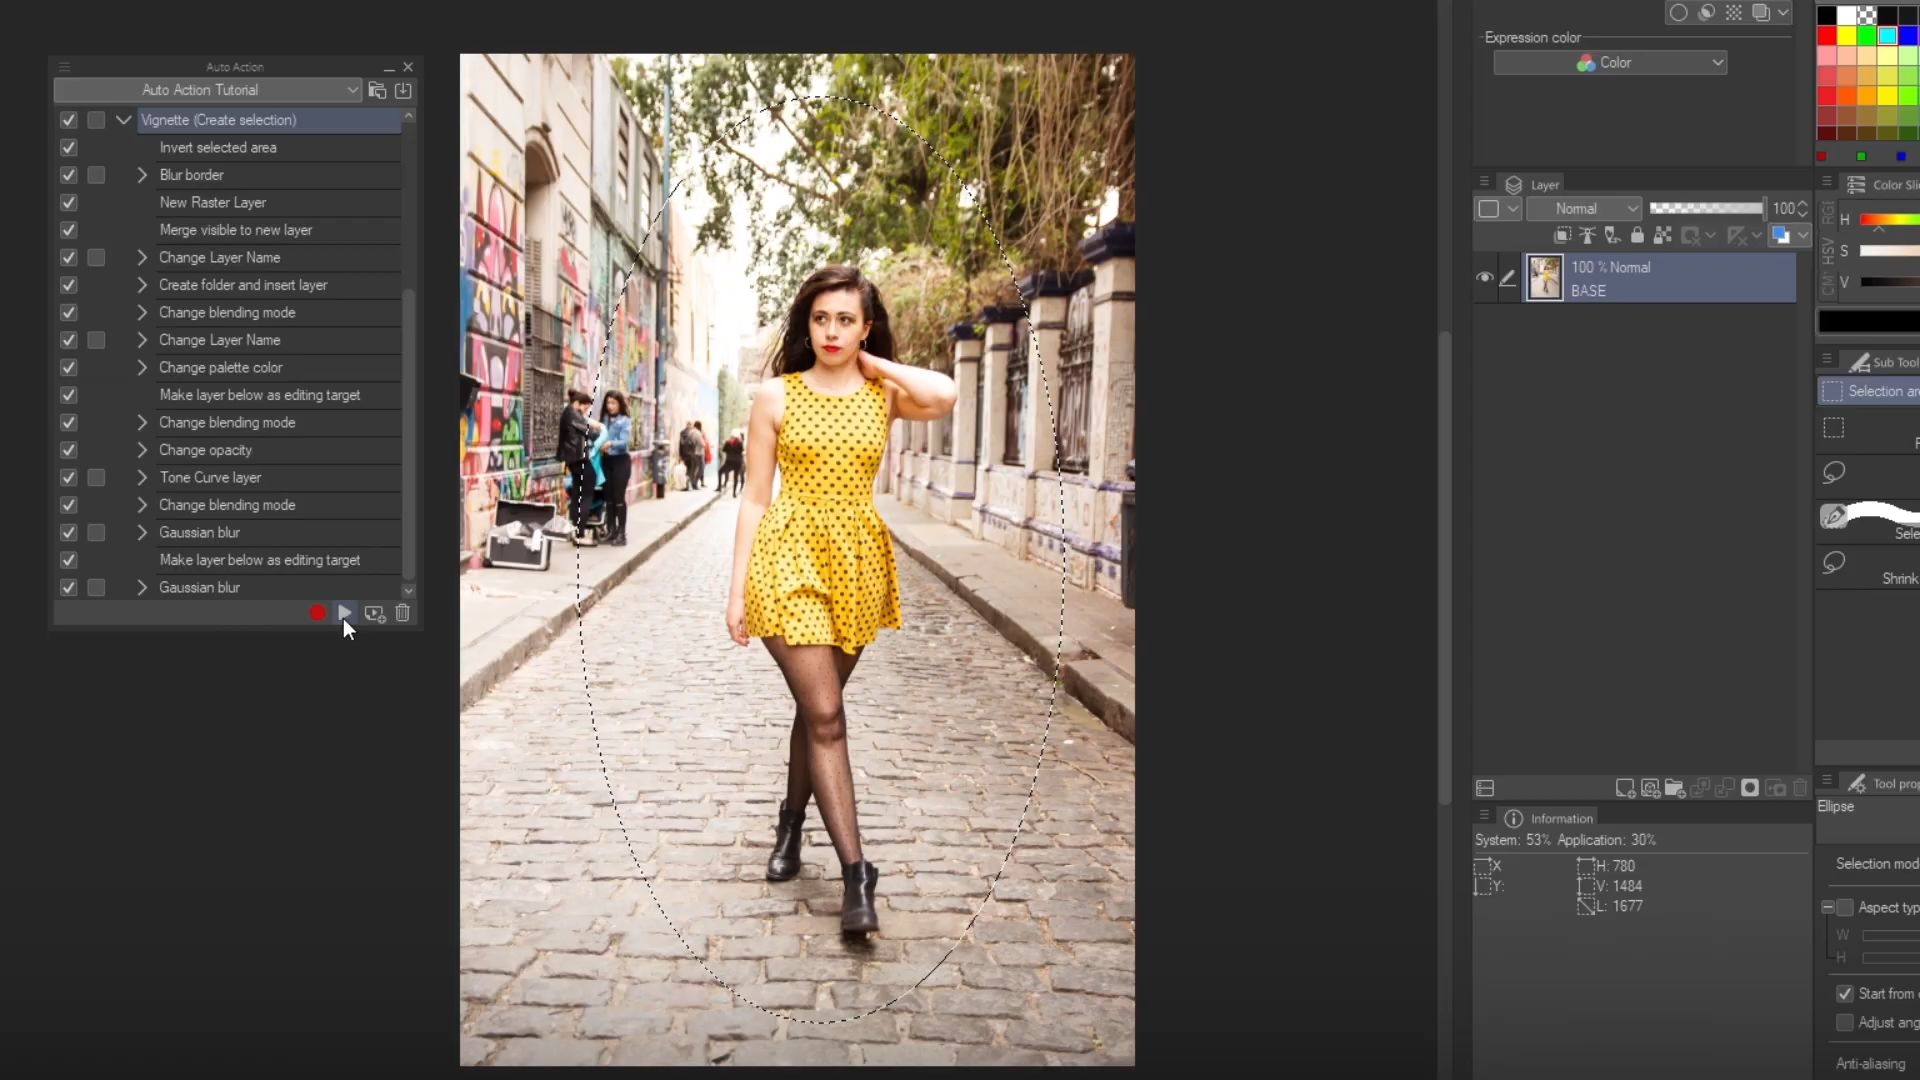 Auto Action
Auto Action Tutorial
Vignette (Create selection)
Invert selected area
Blur border
New Raster Layer
Merge visible to new layer
Change Layer Name
Create folder and insert layer
Change blending mode
Change Layer Name
Change palette color
Make layer below as editing target
Change blending mode
Change opacity
Tone Curve layer
Change blending mode
Gaussian blur
Make layer below as editing target
Gaussian blur
Expression color
Color
Layer
Normal 100
100 % Normal
BASE
Information
System: 53% Application: 30%
X H: 780
Y: V: 1484
L: 1677
Color Sli
RGB
HSV
H
S
V
Sub Tool
Selection are
Sele
Shrink
Tool prop
Ellipse
Selection mod
Aspect typ
W
H
Start from
Adjust ang
Anti-aliasing